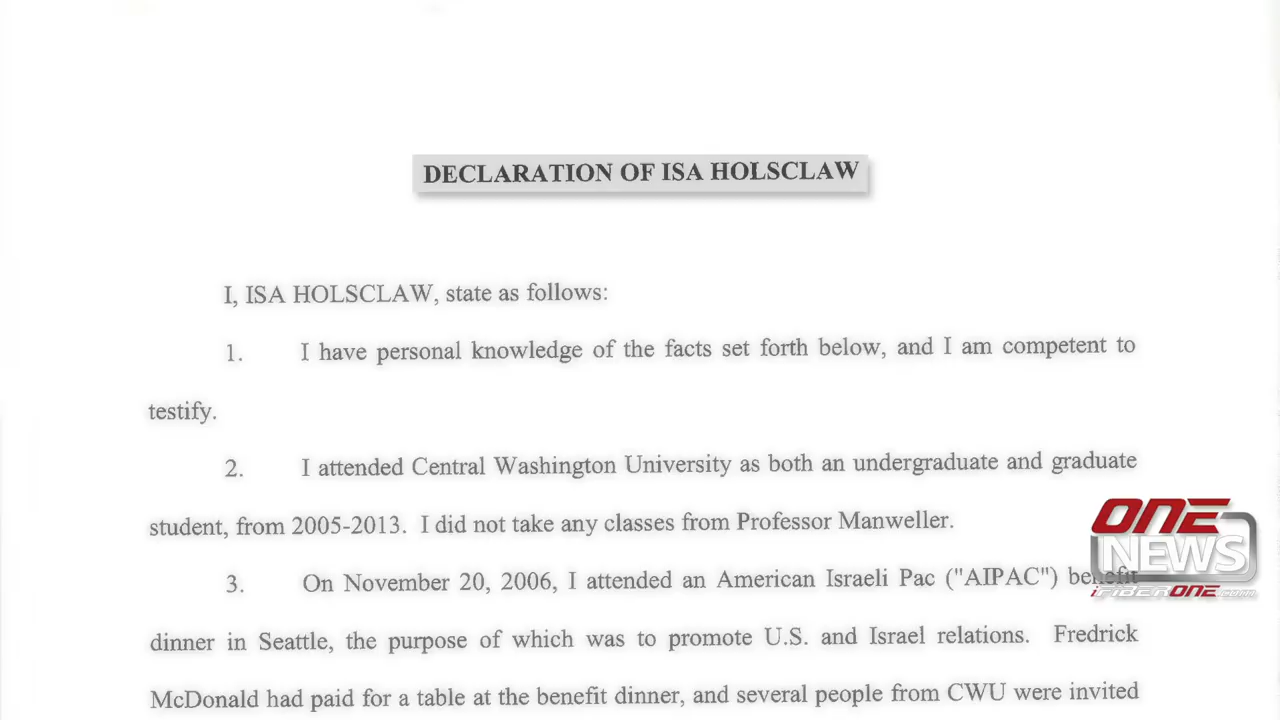 DECLARATION OF ISA HOLSCLAW
I, ISA HOLSCLAW, state as follows:
1. I have personal knowledge of the facts set forth below, and I am competent to
testify.
2. I attended Central Washington University as both an undergraduate and graduate
student, from 2005-2013. I did not take any classes from Professor Manweller.
3. On November 20, 2006, I attended an American Israeli Pac ("AIPAC") benefit
dinner in Seattle, the purpose of which was to promote U.S. and Israel relations. Fredrick
McDonald had paid for a table at the benefit dinner, and several people from CWU were invited
ONE
NEWS
iFIBERONE.com